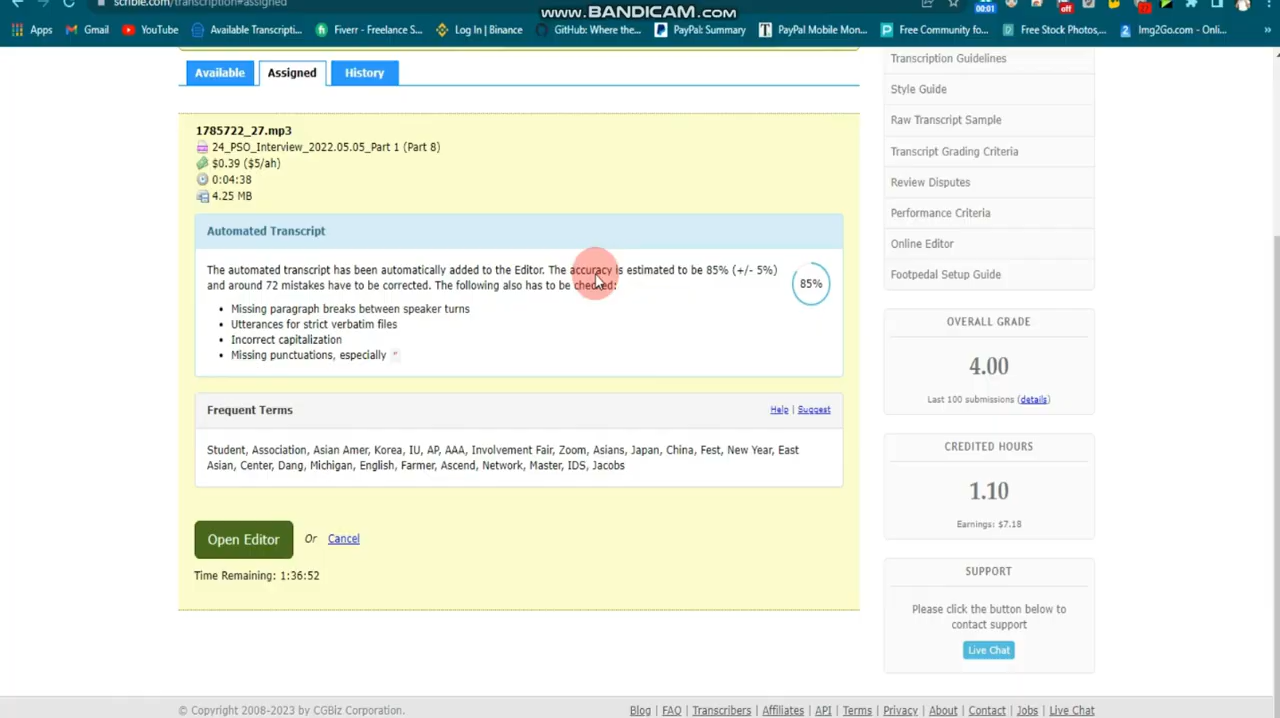 www.BANDICAM.com
scribie.com/transcription#assigned
00:01
off
Apps
Gmail
YouTube
Available Transcripti...
Fiverr - Freelance S...
Log In | Binance
GitHub: Where the...
PayPal: Summary
PayPal Mobile Mon...
Free Community fo...
Free Stock Photos,...
Img2Go.com - Onli...
»
Available
Assigned
History
1785722_27.mp3
24_PSO_Interview_2022.05.05_Part 1 (Part 8)
$0.39 ($5/ah)
0:04:38
4.25 MB
Automated Transcript
The automated transcript has been automatically added to the Editor. The accuracy is estimated to be 85% (+/- 5%)
and around 72 mistakes have to be corrected. The following also has to be checked:
85%
• Missing paragraph breaks between speaker turns
• Utterances for strict verbatim files
• Incorrect capitalization
• Missing punctuations, especially "
Frequent Terms
Help | Suggest
Student, Association, Asian Amer, Korea, IU, AP, AAA, Involvement Fair, Zoom, Asians, Japan, China, Fest, New Year, East
Asian, Center, Dang, Michigan, English, Farmer, Ascend, Network, Master, IDS, Jacobs
Open Editor
Or
Cancel
Time Remaining: 1:36:52
Transcription Guidelines
Style Guide
Raw Transcript Sample
Transcript Grading Criteria
Review Disputes
Performance Criteria
Online Editor
Footpedal Setup Guide
OVERALL GRADE
4.00
Last 100 submissions (details)
CREDITED HOURS
1.10
Earnings: $7.18
SUPPORT
Please click the button below to
contact support
Live Chat
© Copyright 2008-2023 by CGBiz Corporation.
Blog | FAQ | Transcribers | Affiliates | API | Terms | Privacy | About | Contact | Jobs | Live Chat